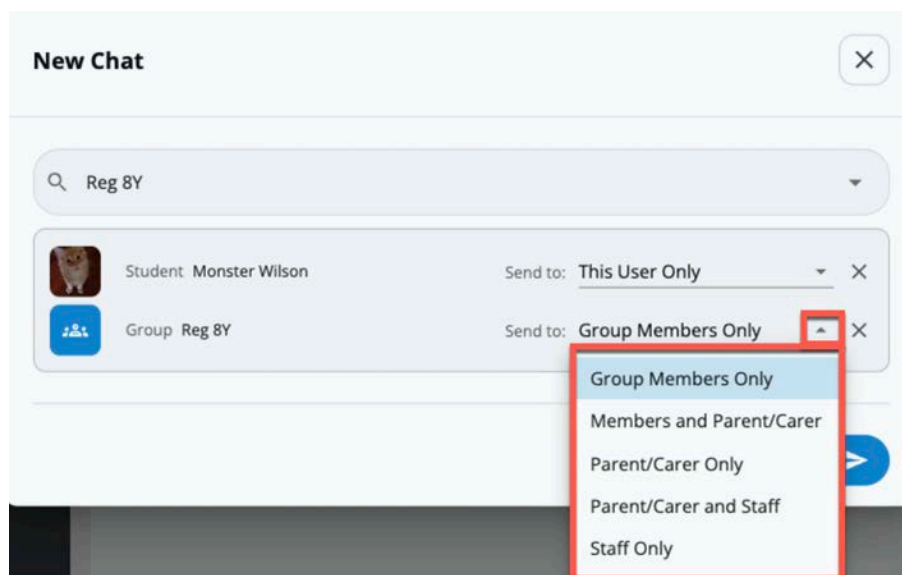 New Chat
Reg 8Y
Student Monster Wilson Send to: This User Only
Group Reg 8Y Send to: Group Members Only
Group Members Only
Members and Parent/Carer
Parent/Carer Only
Parent/Carer and Staff
Staff Only